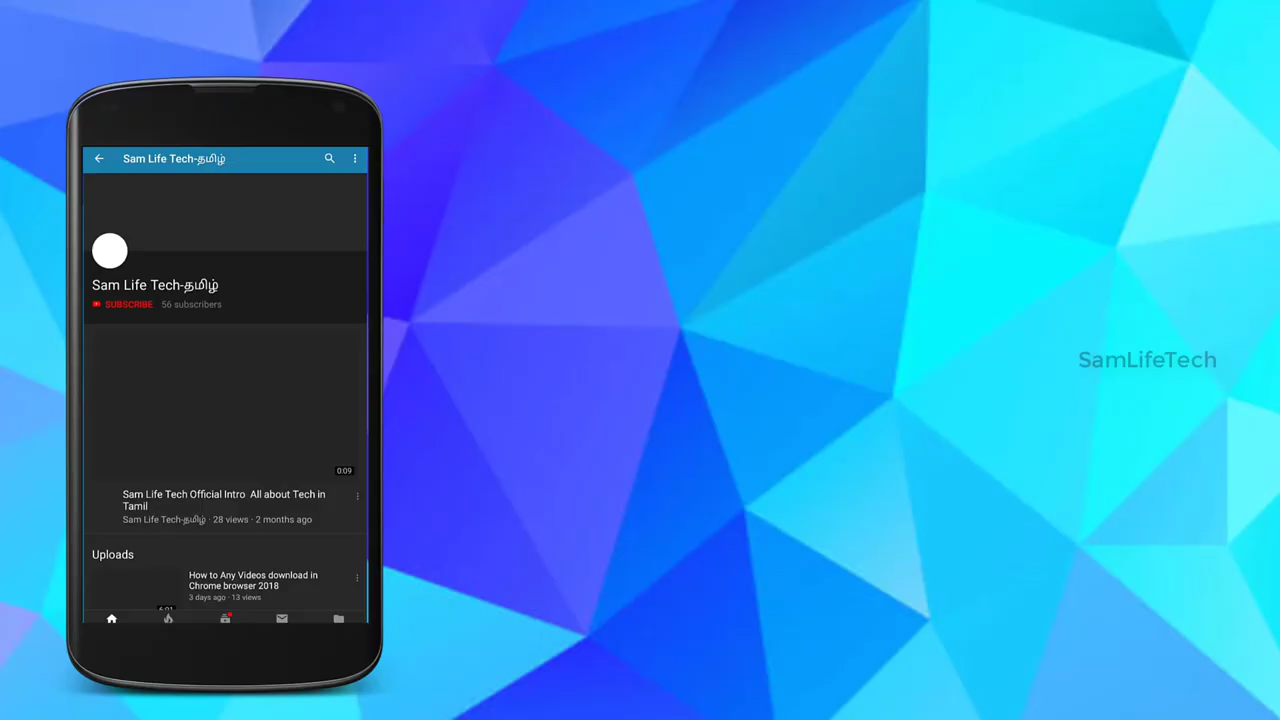 Sam Life Tech-தமிழ்
Sam Life Tech-தமிழ்
SUBSCRIBE 56 subscribers
0:09
Sam Life Tech Official Intro All about Tech in
Tamil
Sam Life Tech-தமிழ் · 28 views · 2 months ago
Uploads
How to Any Videos download in
Chrome browser 2018
3 days ago · 13 views
SamLifeTech